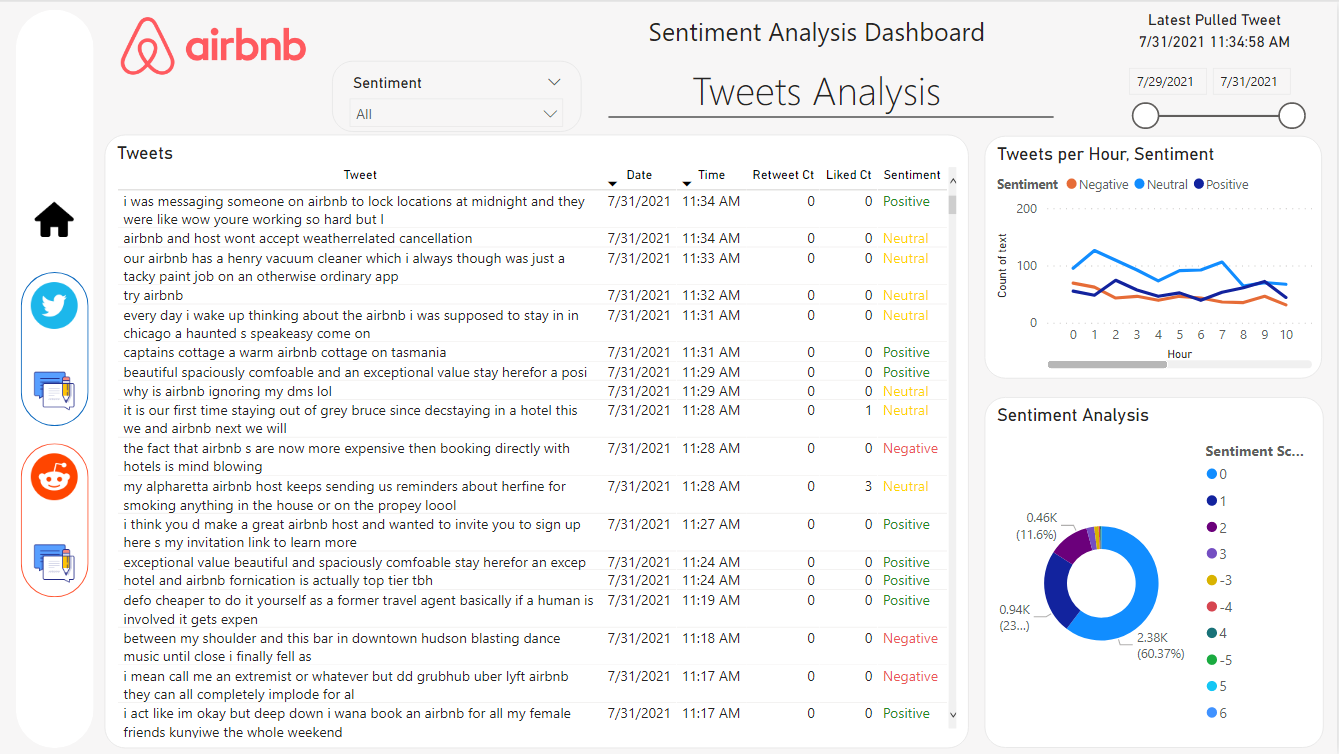 airbnb
Sentiment
All
Sentiment Analysis Dashboard
Tweets Analysis
Latest Pulled Tweet
7/31/2021 11:34:58 AM
7/29/2021 7/31/2021
Tweets
Tweet Date Time Retweet Ct Liked Ct Sentiment
i was messaging someone on airbnb to lock locations at midnight and they 7/31/2021 11:34 AM 0 0 Positive
were like wow youre working so hard but I
airbnb and host wont accept weatherrelated cancellation 7/31/2021 11:34 AM 0 0 Neutral
our airbnb has a henry vacuum cleaner which i always though was just a 7/31/2021 11:33 AM 0 0 Neutral
tacky paint job on an otherwise ordinary app
try airbnb 7/31/2021 11:32 AM 0 0 Neutral
every day i wake up thinking about the airbnb i was supposed to stay in in 7/31/2021 11:31 AM 0 0 Neutral
chicago a haunted s speakeasy come on
captains cottage a warm airbnb cottage on tasmania 7/31/2021 11:31 AM 0 0 Positive
beautiful spaciously comfoable and an exceptional value stay herefor a posi 7/31/2021 11:29 AM 0 0 Positive
why is airbnb ignoring my dms lol 7/31/2021 11:29 AM 0 0 Neutral
it is our first time staying out of grey bruce since decstaying in a hotel this 7/31/2021 11:28 AM 0 1 Neutral
we and airbnb next we will
the fact that airbnb s are now more expensive then booking directly with 7/31/2021 11:28 AM 0 0 Negative
hotels is mind blowing
my alpharetta airbnb host keeps sending us reminders about herfine for 7/31/2021 11:28 AM 0 3 Neutral
smoking anything in the house or on the propey loool
i think you d make a great airbnb host and wanted to invite you to sign up 7/31/2021 11:27 AM 0 0 Positive
here s my invitation link to learn more
exceptional value beautiful and spaciously comfoable stay herefor an excep 7/31/2021 11:24 AM 0 0 Positive
hotel and airbnb fornication is actually top tier tbh 7/31/2021 11:24 AM 0 0 Positive
defo cheaper to do it yourself as a former travel agent basically if a human is 7/31/2021 11:19 AM 0 0 Positive
involved it gets expen
between my shoulder and this bar in downtown hudson blasting dance 7/31/2021 11:18 AM 0 0 Negative
music until close i finally fell as
i mean call me an extremist or whatever but dd grubhub uber lyft airbnb 7/31/2021 11:17 AM 0 0 Negative
they can all completely implode for al
i act like im okay but deep down i wana book an airbnb for all my female 7/31/2021 11:17 AM 0 0 Positive
friends kunyiwe the whole weekend
Tweets per Hour, Sentiment
Sentiment Negative Neutral Positive
200
100
0
Count of text
0 1 2 3 4 5 6 7 8 9 10
Hour
Sentiment Analysis
0.46K
(11.6%)
0.94K
(23...)
2.38K
(60.37%)
Sentiment Sc...
0
1
2
3
-3
-4
4
-5
5
6